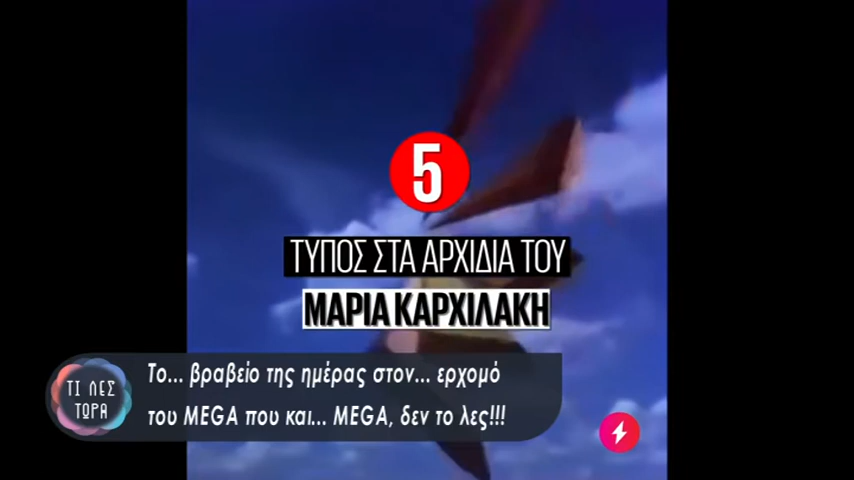 5
ΤΥΠΟΣ ΣΤΑ ΑΡΧΙΔΙΑ ΤΟΥ
ΜΑΡΙΑ ΚΑΡΧΙΛΑΚΗ
ΤΙ ΛΕΣ
ΤΩΡΑ
Το... βραβείο της ημέρας στον... ερχομό
του MEGA που και... MEGA, δεν το λες!!!